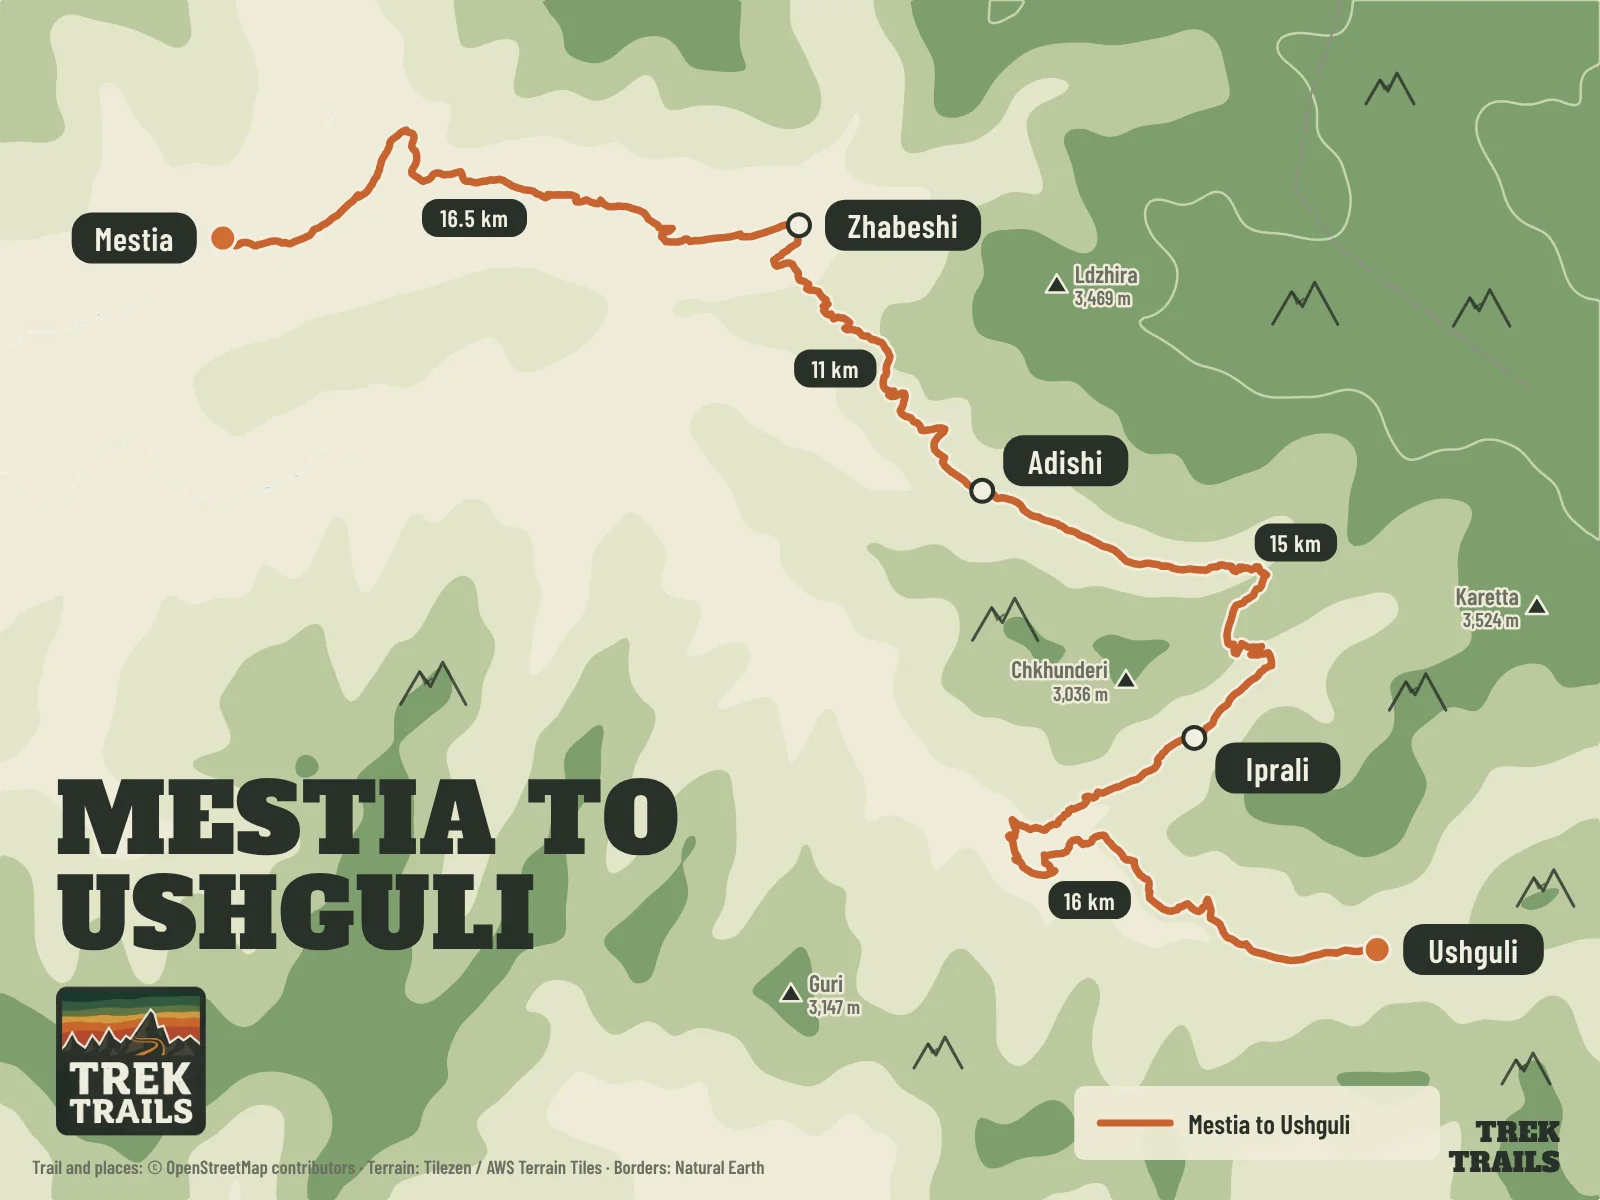 Mestia
16.5 km
Zhabeshi
Ldzhira
3,469 m
11 km
Adishi
15 km
Karetta
3,524 m
Chkhunderi
3,036 m
Iprali
MESTIA TO
USHGULI
16 km
Ushguli
Guri
3,147 m
TREK
TRAILS
Mestia to Ushguli
TREK
TRAILS
Trail and places: © OpenStreetMap contributors · Terrain: Tilezen / AWS Terrain Tiles · Borders: Natural Earth